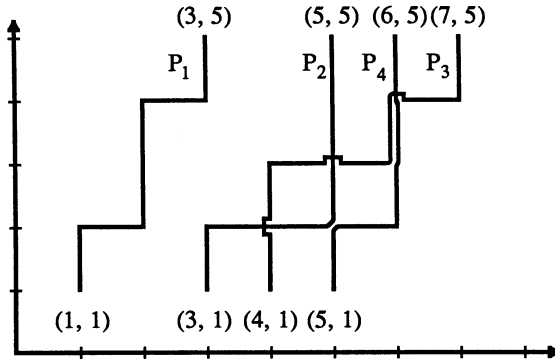 (3, 5) (5, 5) (6, 5) (7, 5)
P1 P2 P4 P3
(1, 1) (3, 1) (4, 1) (5, 1)